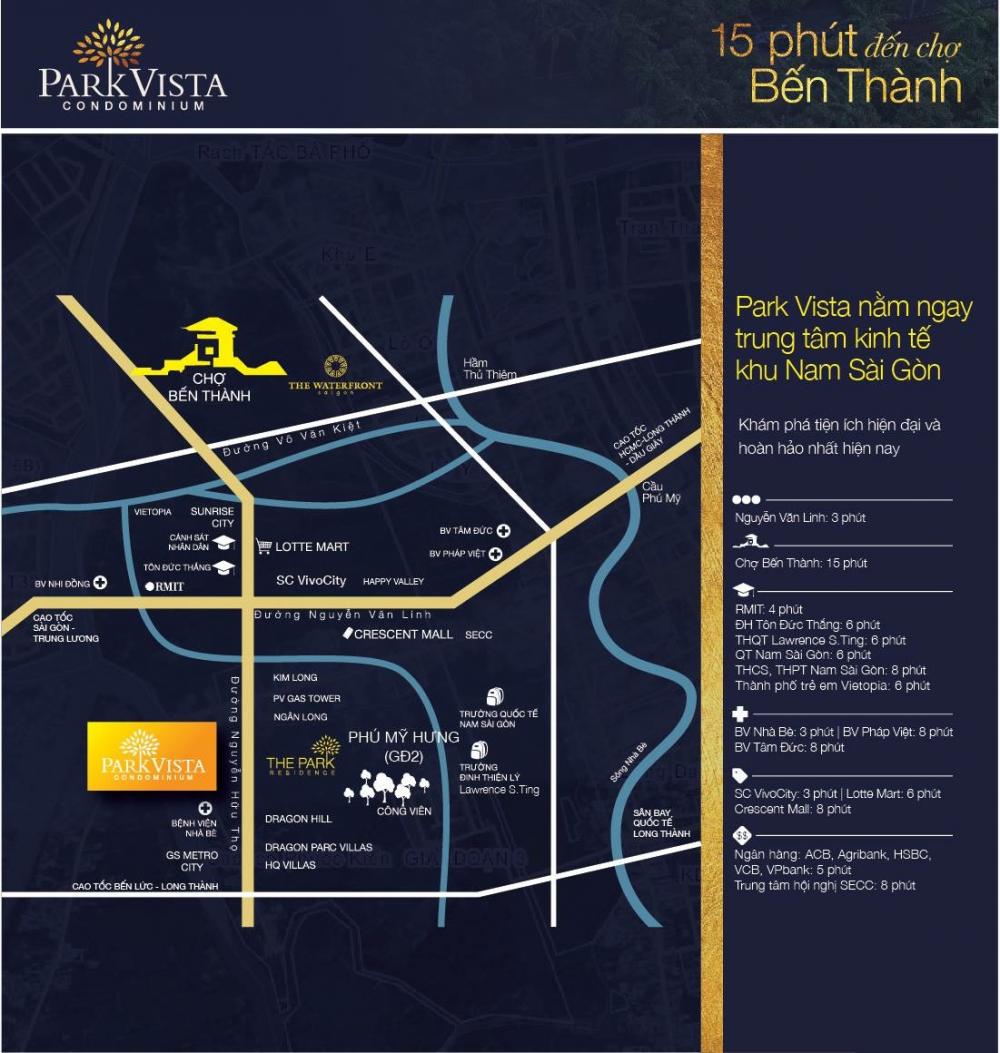 PARKVISTA
CONDOMINIUM
15 phút đến chợ
Bến Thành
Rạch TẮC BÀ PHỔ
Khu E
CHỢ
BẾN THÀNH
THE WATERFRONT
saigon
Hầm
Thủ Thiêm
Đường Võ Văn Kiệt
CAO TỐC
HCMC-LONG THÀNH
- DẦU GIÂY
Cầu
Phú Mỹ
VIETOPIA
SUNRISE
CITY
CẢNH SÁT
NHÂN DÂN
TÔN ĐỨC THẮNG
LOTTE MART
BV TÂM ĐỨC
BV PHÁP VIỆT
BV NHI ĐỒNG
RMIT
SC VivoCity
HAPPY VALLEY
CAO TỐC
SÀI GÒN -
TRUNG LƯƠNG
Đường Nguyễn Văn Linh
CRESCENT MALL
SECC
KIM LONG
PV GAS TOWER
NGÂN LONG
Đường Nguyễn Hữu Thọ
PARKVISTA
CONDOMINIUM
THE PARK
RESIDENCE
PHÚ MỸ HƯNG
(GĐ2)
CÔNG VIÊN
TRƯỜNG QUỐC TẾ
NAM SÀI GÒN
TRƯỜNG
ĐINH THIỆN LÝ
Lawrence S.Ting
Sông Nhà Bè
SÂN BAY
QUỐC TẾ
LONG THÀNH
BỆNH VIỆN
NHÀ BÈ
GS METRO
CITY
DRAGON HILL
DRAGON PARC VILLAS
HQ VILLAS
CAO TỐC BẾN LỨC - LONG THÀNH
Park Vista nằm ngay
trung tâm kinh tế
khu Nam Sài Gòn
Khám phá tiện ích hiện đại và
hoàn hảo nhất hiện nay
Nguyễn Văn Linh: 3 phút
Chợ Bến Thành: 15 phút
RMIT: 4 phút
ĐH Tôn Đức Thắng: 6 phút
THQT Lawrence S.Ting: 6 phút
QT Nam Sài Gòn: 6 phút
THCS, THPT Nam Sài Gòn: 8 phút
Thành phố trẻ em Vietopia: 6 phút
BV Nhà Bè: 3 phút | BV Pháp Việt: 8 phút
BV Tâm Đức: 8 phút
SC VivoCity: 3 phút | Lotte Mart: 6 phút
Crescent Mall: 8 phút
$$
Ngân hàng: ACB, Agribank, HSBC,
VCB, VPbank: 5 phút
Trung tâm hội nghị SECC: 8 phút